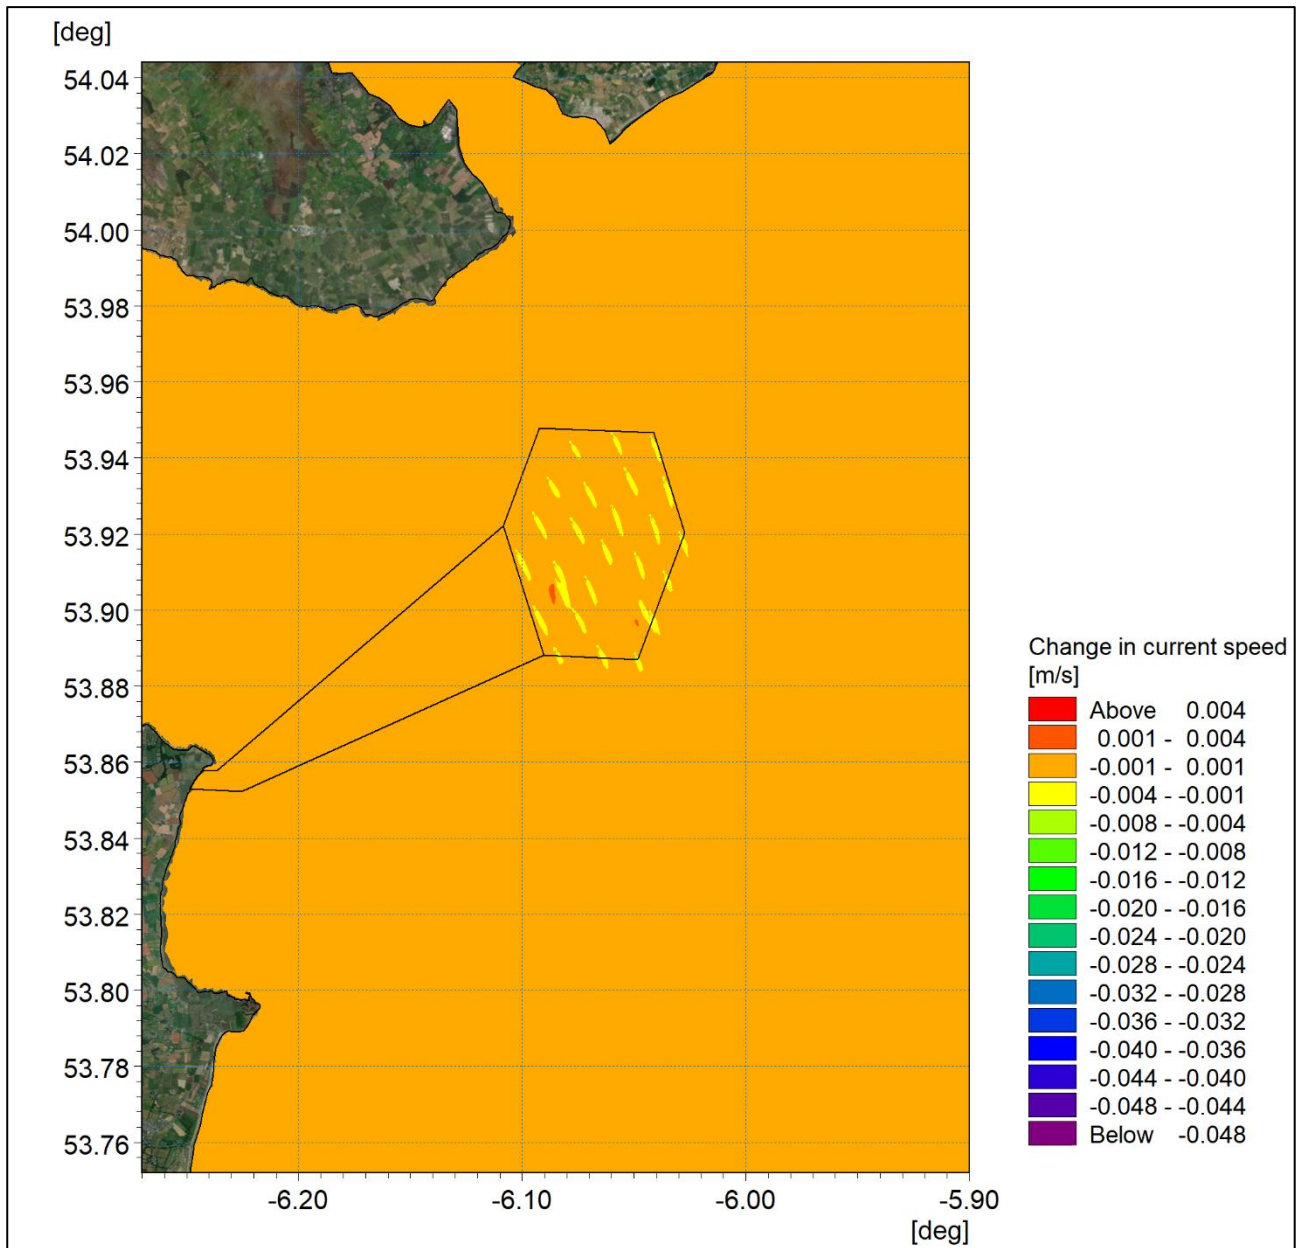 [deg]
54.04
54.02
54.00
53.98
53.96
53.94
53.92
53.90
53.88
53.86
53.84
53.82
53.80
53.78
53.76
-6.20 -6.10 -6.00 -5.90
[deg]
Change in current speed
[m/s]
Above 0.004
0.001 - 0.004
-0.001 - 0.001
-0.004 - -0.001
-0.008 - -0.004
-0.012 - -0.008
-0.016 - -0.012
-0.020 - -0.016
-0.024 - -0.020
-0.028 - -0.024
-0.032 - -0.028
-0.036 - -0.032
-0.040 - -0.036
-0.044 - -0.040
-0.048 - -0.044
Below -0.048